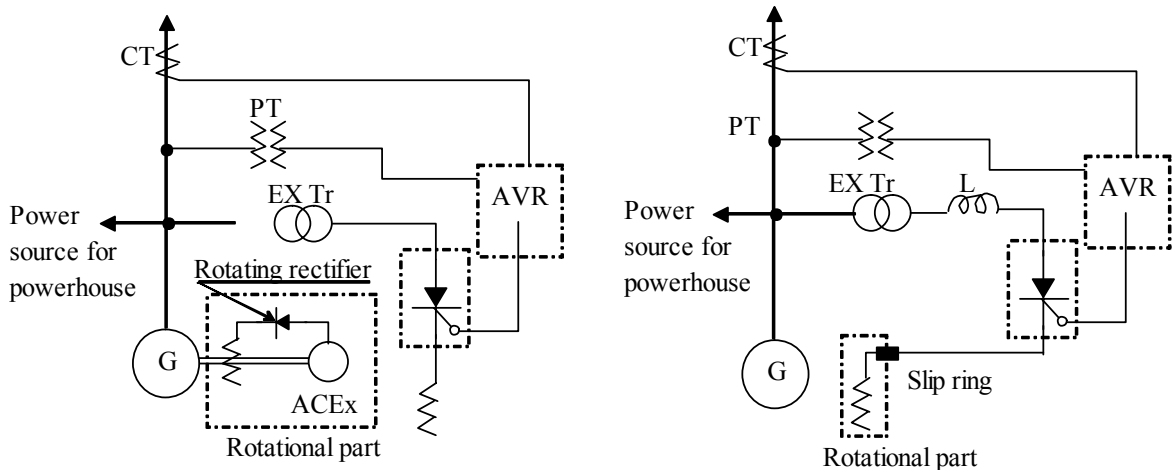 CT
PT
EX Tr
AVR
Power
source for
powerhouse
Rotating rectifier
G
ACEx
Rotational part
CT
PT
EX Tr
L
AVR
Power
source for
powerhouse
G
Slip ring
Rotational part